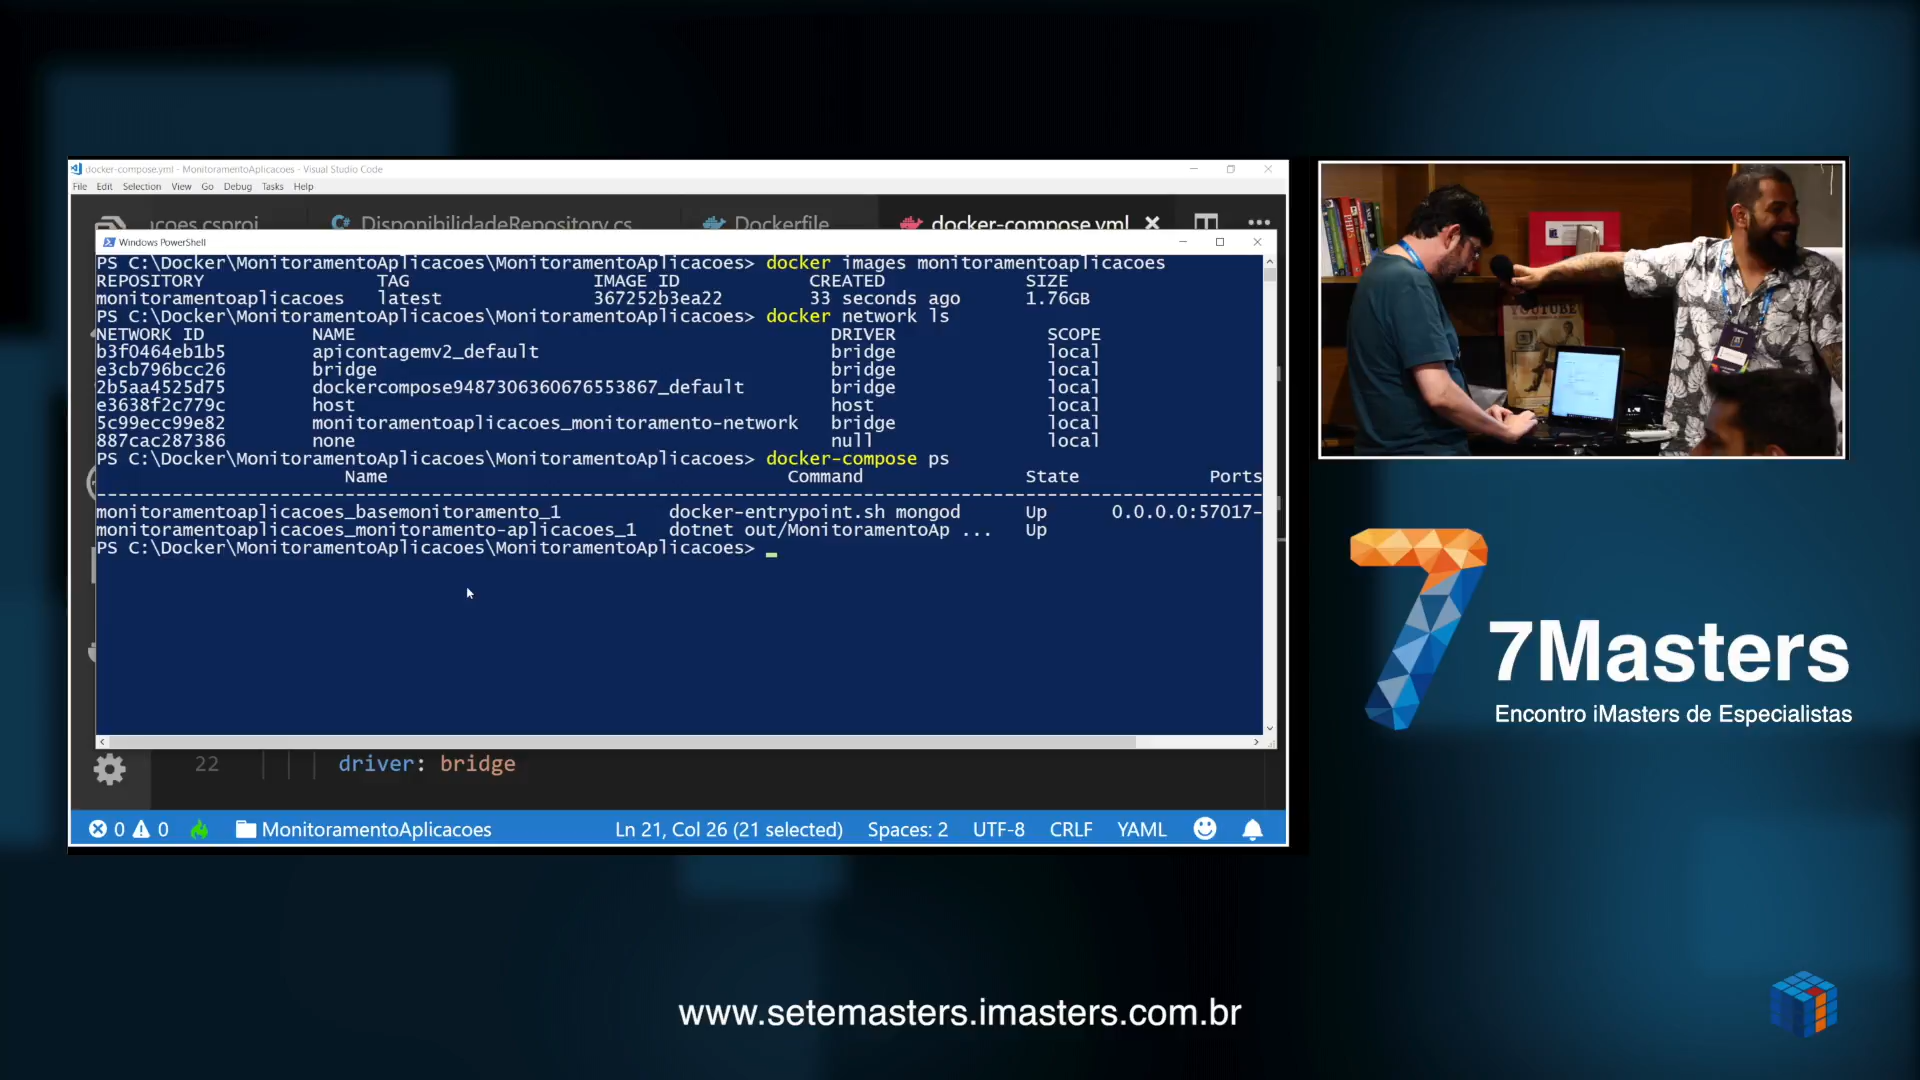 docker-compose.yml - MonitoramentoAplicacoes - Visual Studio Code
File Edit Selection View Go Debug Tasks Help
acoes.csproj DisponibilidadeRepository.cs Dockerfile docker-compose.yml
Windows PowerShell
PS C:\Docker\MonitoramentoAplicacoes\MonitoramentoAplicacoes> docker images monitoramentoaplicacoes
REPOSITORY TAG IMAGE ID CREATED SIZE
monitoramentoaplicacoes latest 367252b3ea22 33 seconds ago 1.76GB
PS C:\Docker\MonitoramentoAplicacoes\MonitoramentoAplicacoes> docker network ls
NETWORK ID NAME DRIVER SCOPE
b3f0464eb1b5 apicontagemv2_default bridge local
e3cb796bcc26 bridge bridge local
2b5aa4525d75 dockercompose9487306360676553867_default bridge local
e3638f2c779c host host local
5c99ecc99e82 monitoramentoaplicacoes_monitoramento-network bridge local
887cac287386 none null local
PS C:\Docker\MonitoramentoAplicacoes\MonitoramentoAplicacoes> docker-compose ps
Name Command State Ports
monitoramentoaplicacoes_basemonitoramento_1 docker-entrypoint.sh mongod Up 0.0.0.0:57017-
monitoramentoaplicacoes_monitoramento-aplicacoes_1 dotnet out/MonitoramentoAp ... Up
PS C:\Docker\MonitoramentoAplicacoes\MonitoramentoAplicacoes> _
22 driver: bridge
0 0 MonitoramentoAplicacoes Ln 21, Col 26 (21 selected) Spaces: 2 UTF-8 CRLF YAML
YOUTUBE
7Masters
Encontro iMasters de Especialistas
www.setemasters.imasters.com.br